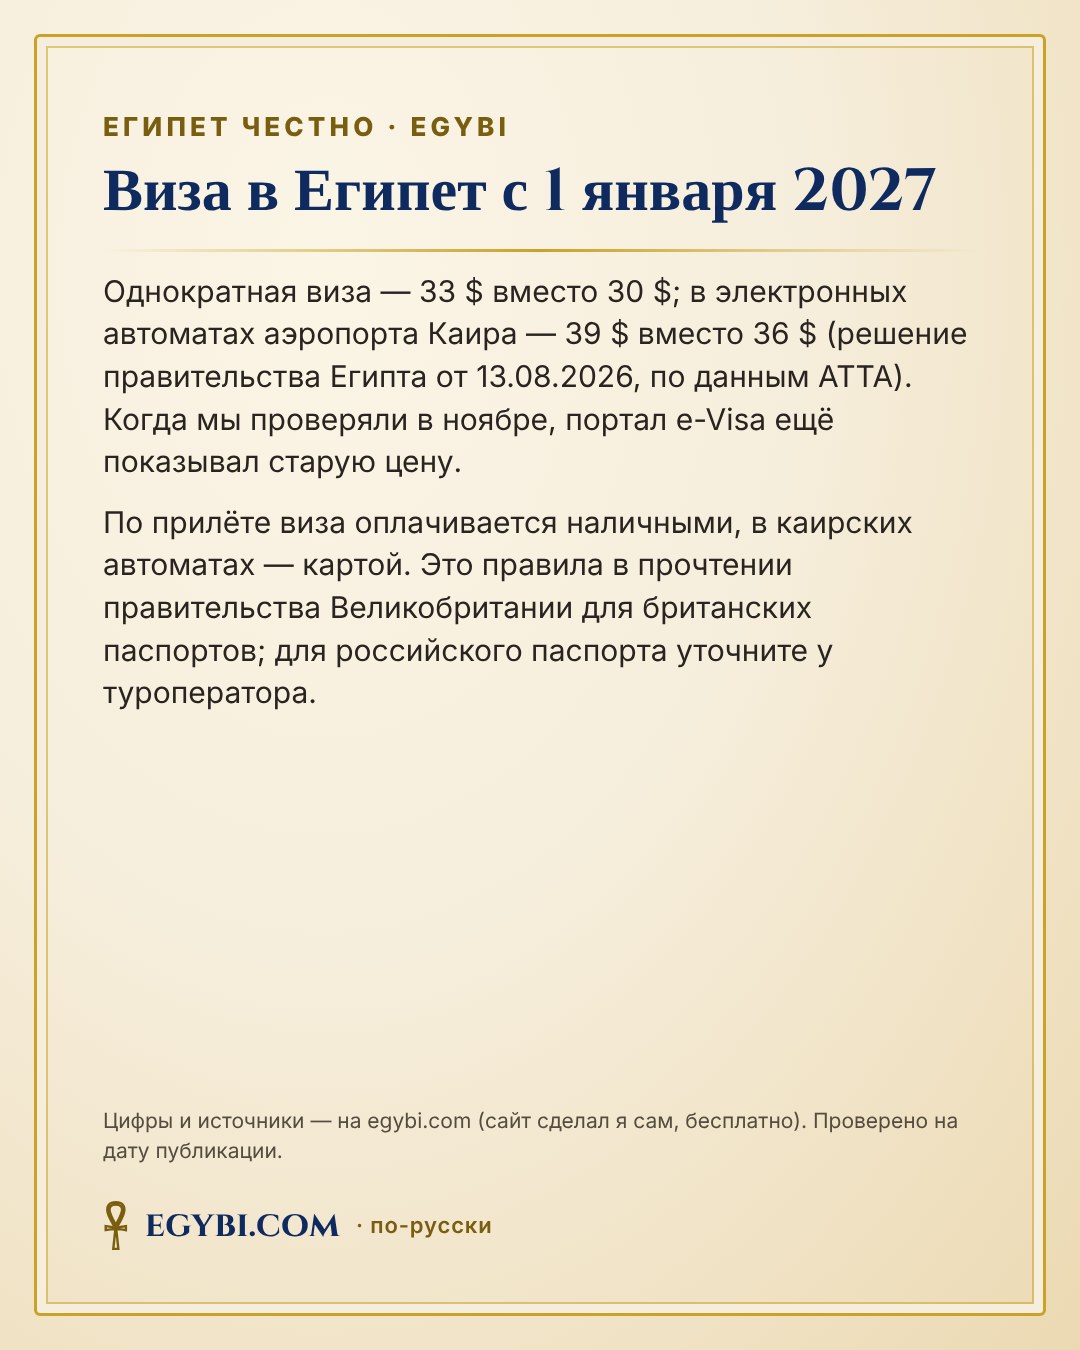 ЕГИПЕТ ЧЕСТНО · EGYBI
Виза в Египет с 1 января 2027
Однократная виза — 33 $ вместо 30 $; в электронных
автоматах аэропорта Каира — 39 $ вместо 36 $ (решение
правительства Египта от 13.08.2026, по данным АТТА).
Когда мы проверяли в ноябре, портал e-Visa ещё
показывал старую цену.
По прилёте виза оплачивается наличными, в каирских
автоматах — картой. Это правила в прочтении
правительства Великобритании для британских
паспортов; для российского паспорта уточните у
туроператора.
Цифры и источники — на egybi.com (сайт сделал я сам, бесплатно). Проверено на
дату публикации.
EGYBI.COM · по-русски